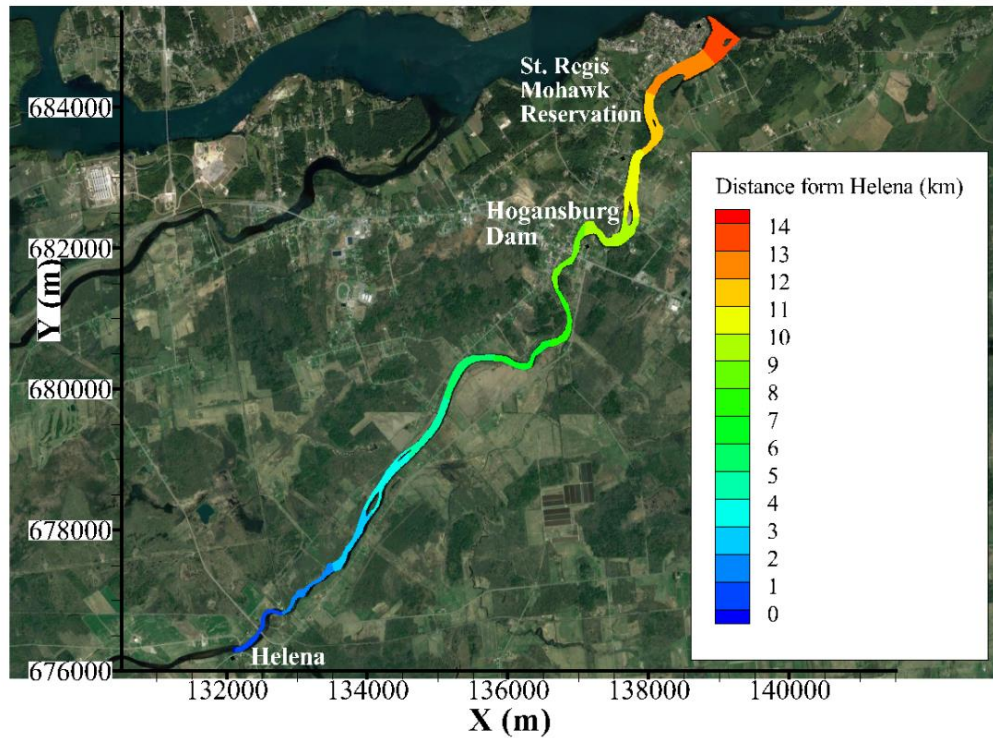 St. Regis
Mohawk
Reservation
684000
Distance form Helena (km)
14
13
12
11
10
9
8
7
6
5
4
3
2
1
0
Hogansburg
Dam
682000
Y (m)
680000
678000
676000
Helena
132000
134000
136000
138000
140000
X (m)